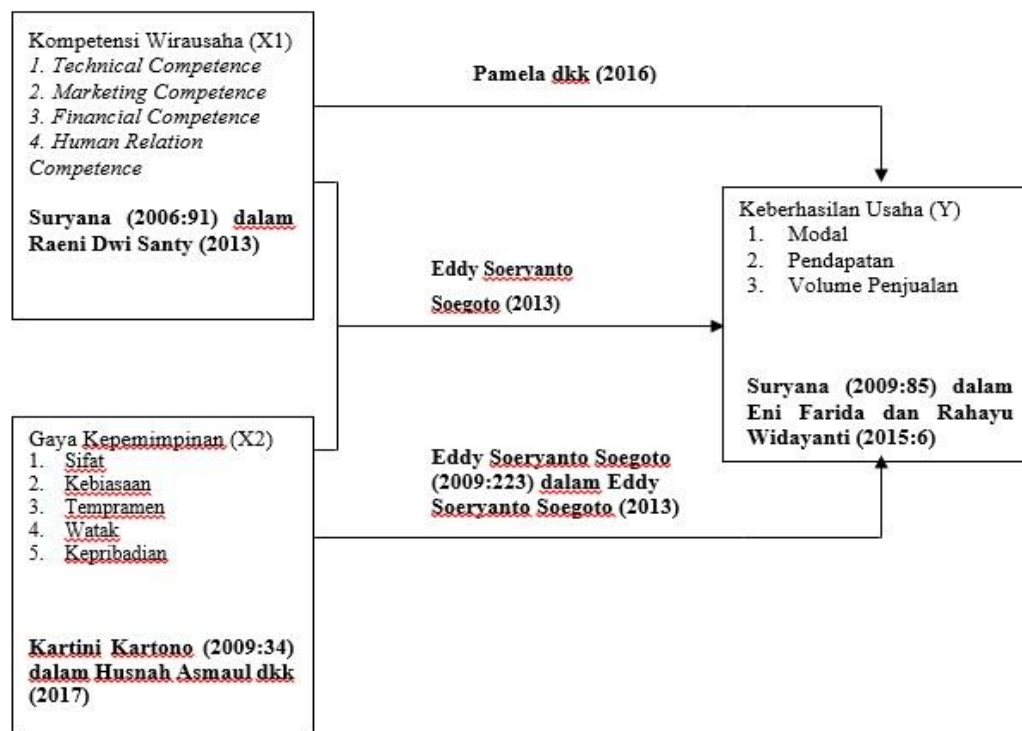 Kompetensi Wirausaha (X1)
1. Technical Competence
2. Marketing Competence
3. Financial Competence
4. Human Relation
Competence
Suryana (2006:91) dalam
Raeni Dwi Santy (2013)
Pamela dkk (2016)
Eddy Soeryanto
Soegoto (2013)
Keberhasilan Usaha (Y)
1. Modal
2. Pendapatan
3. Volume Penjualan
Suryana (2009:85) dalam
Eni Farida dan Rahayu
Widayanti (2015:6)
Gaya Kepemimpinan (X2)
1. Sifat
2. Kebiasaan
3. Tempramen
4. Watak
5. Kepribadian
Kartini Kartono (2009:34)
dalam Husnah Asmaul dkk
(2017)
Eddy Soeryanto Soegoto
(2009:223) dalam Eddy
Soeryanto Soegoto (2013)